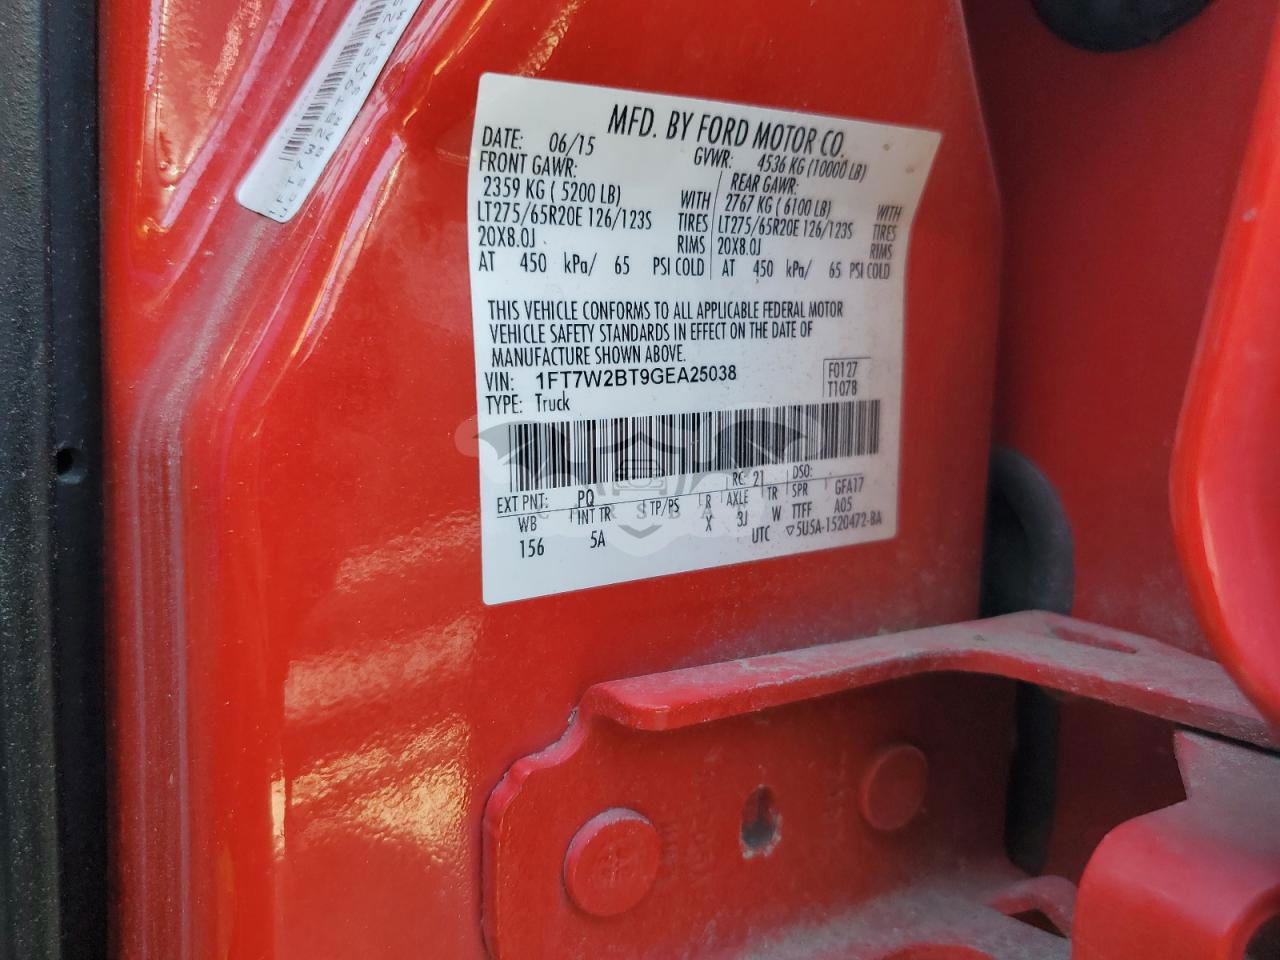 MFD. BY FORD MOTOR CO.
DATE: 06/15 GVWR: 4536 KG (10000 LB)
FRONT GAWR: REAR GAWR:
2359 KG (5200 LB) WITH 2767 KG (6100 LB) WITH
LT275/65R20E 126/123S TIRES LT275/65R20E 126/123S TIRES
20X8.0J RIMS 20X8.0J RIMS
AT 450 kPa/ 65 PSI COLD AT 450 kPa/ 65 PSI COLD
THIS VEHICLE CONFORMS TO ALL APPLICABLE FEDERAL MOTOR
VEHICLE SAFETY STANDARDS IN EFFECT ON THE DATE OF
MANUFACTURE SHOWN ABOVE.
VIN: 1FT7W2BT9GEA25038 F0127
TYPE: Truck T1078
EXT PNT: PQ RC: 21 DSO:
WB INT TR TP/PS R AXLE TR SPR GFA17
156 5A X 3J W TTFF A05
UTC ▽5U5A-1520472-BA